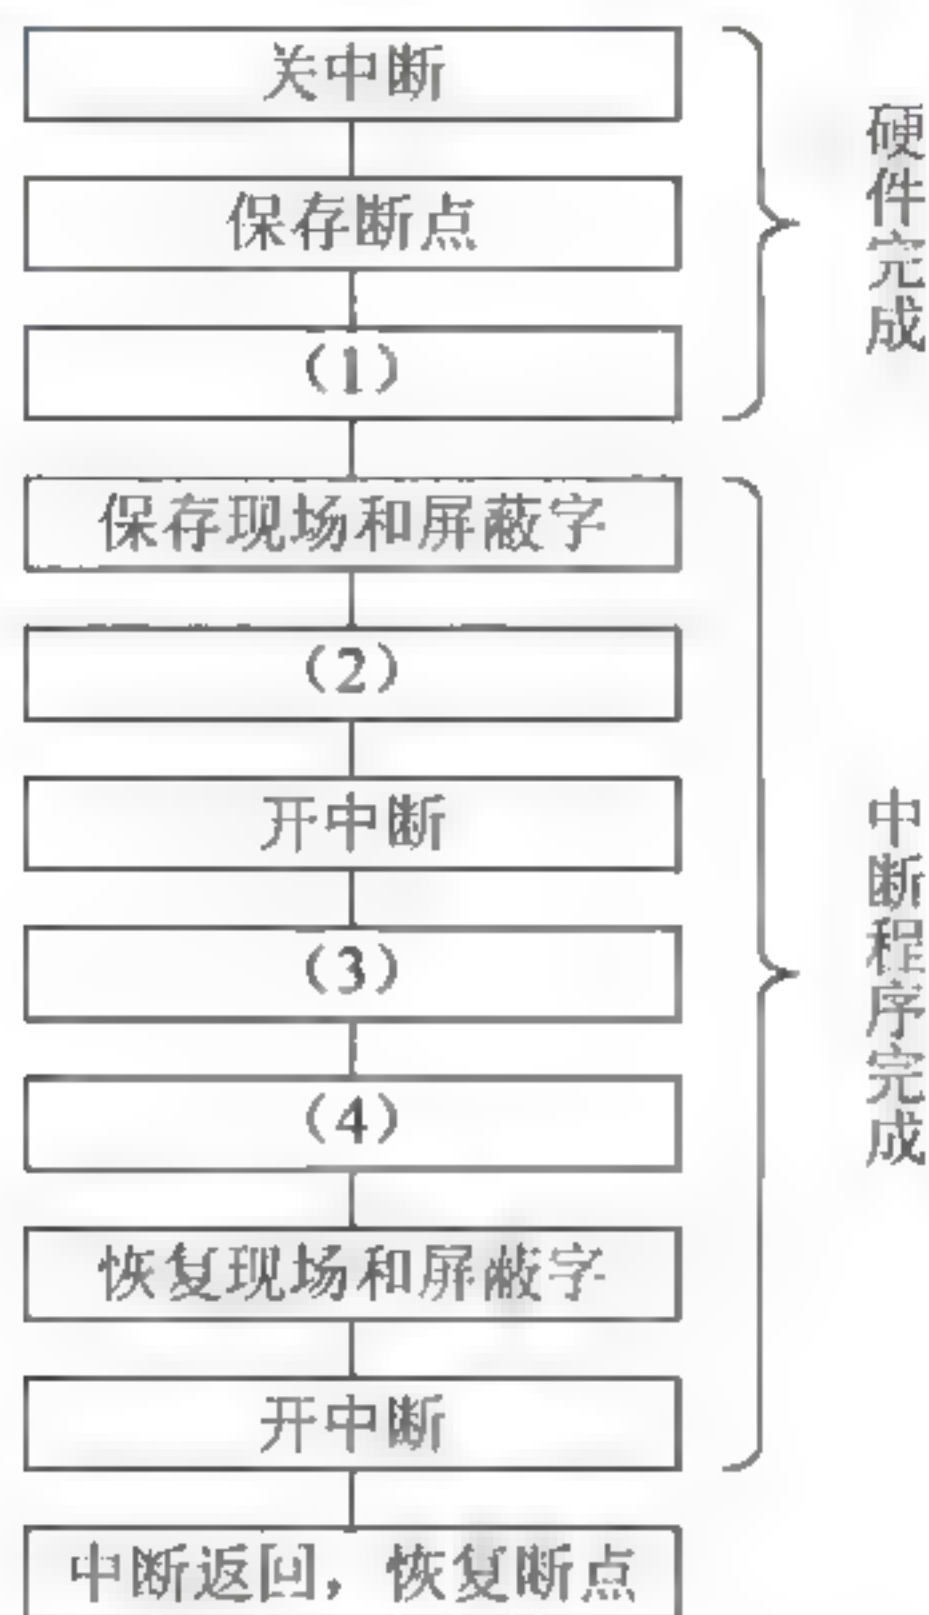 关中断
保存断点
(1)
硬件完成
保存现场和屏蔽字
(2)
开中断
(3)
(4)
恢复现场和屏蔽字
开中断
中断程序完成
中断返回，恢复断点